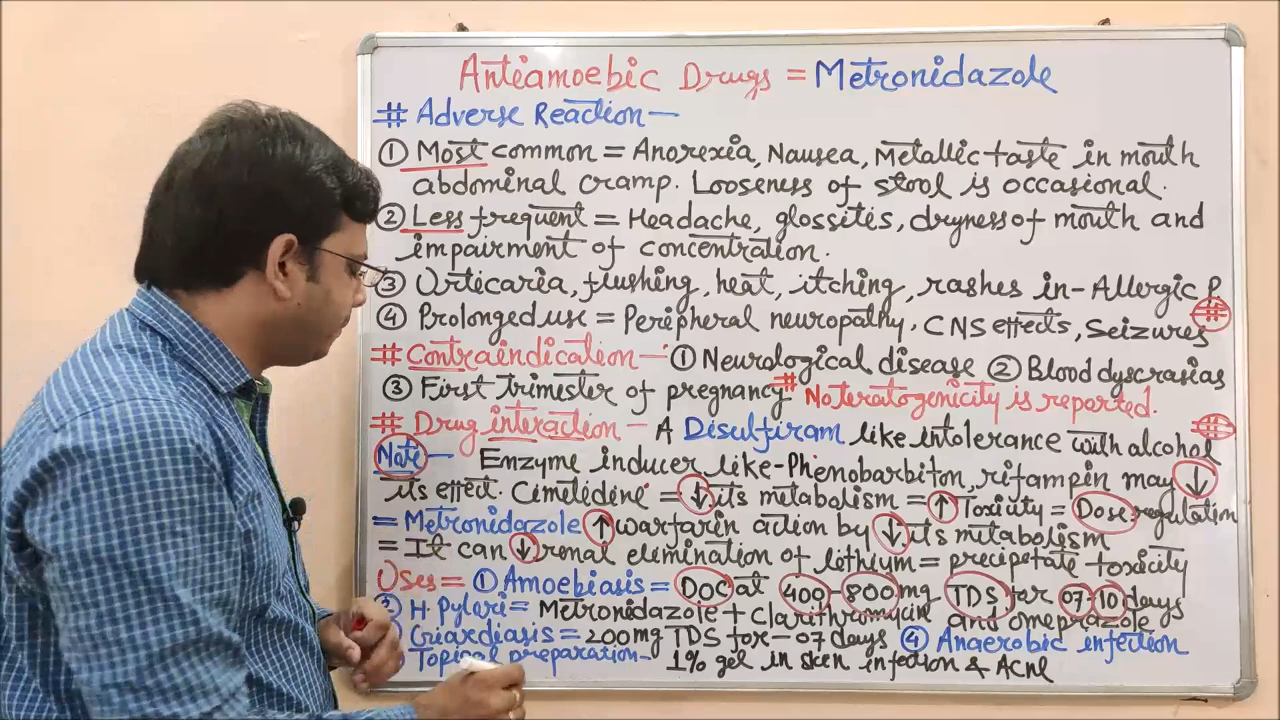 Antiamoebic Drugs = Metronidazole
# Adverse Reaction —
① Most common = Anorexia, Nausea, Metallic taste in mouth
abdominal cramp. Looseness of stool is occasional.
② Less frequent = Headache, glossites, dryness of mouth and
impairment of concentration.
③ Urticaria, flushing, heat, itching, rashes in - Allergic P.
④ Prolonged use = Peripheral neuropathy, CNS effects, Seizures #
# Contraindication — ① Neurological disease ② Blood dyscrasias
③ First trimester of pregnancy # No teratogenicity is reported.
# Drug interaction — A Disulfiram like intolerance with alcohol #
Note — Enzyme inducer like - Phenobarbiton, rifampin may ↓
its effect. Cimetidine = ↓ its metabolism = ↑ Toxicity = Dose regulation
= Metronidazole ↑ warfarin action by ↓ its metabolism
= It can ↓ renal elemination of lithium = precipetate toxicity
Uses = ① Amoebiasis = DOC at 400 - 800 mg TDS for 07 - 10 days
② H Pylori = Metronidazole + Clarithromycin and omeprazole
Giardiasis = 200 mg TDS for - 07 days ④ Anaerobic infection
Topical preparation - 1% gel in skin infection & Acne